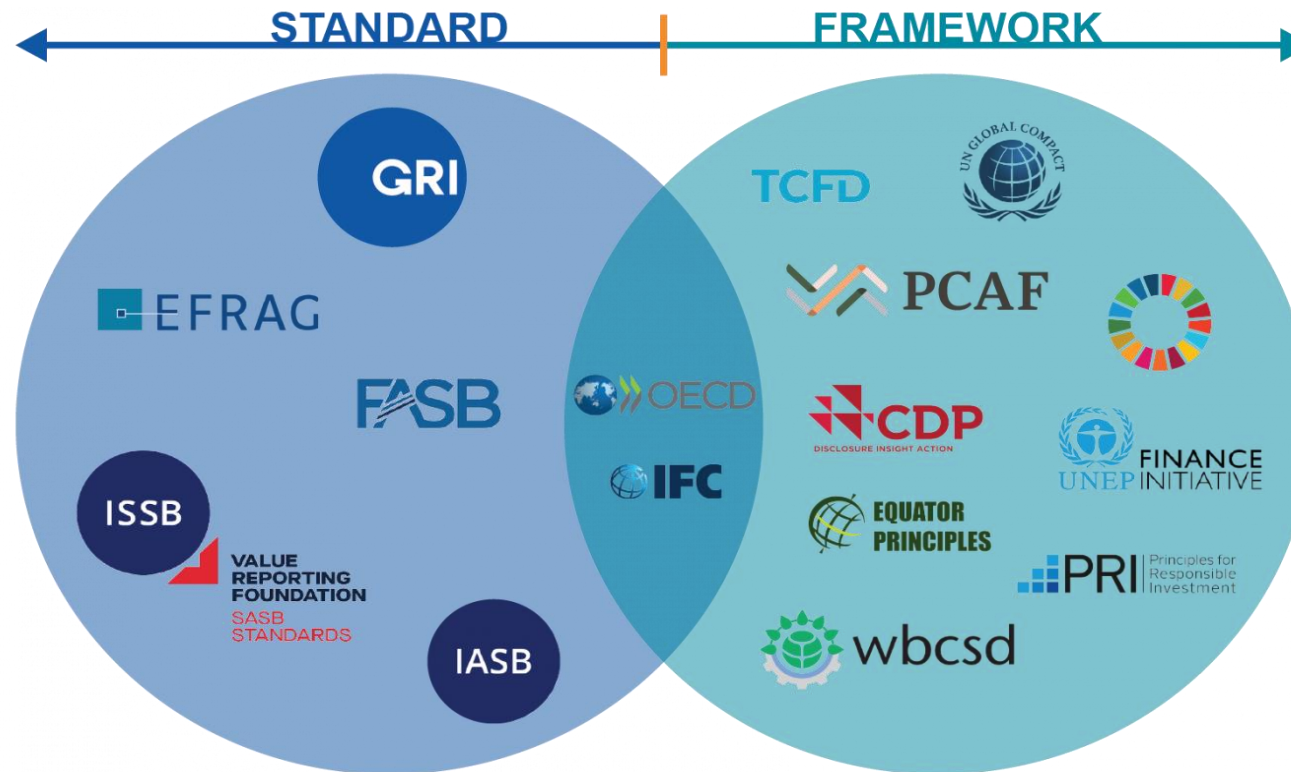 STANDARD
FRAMEWORK
GRI
EFRAG
FASB
ISSB
VALUE
REPORTING
FOUNDATION
SASB
STANDARDS
IASB
OECD
IFC
TCFD
UN GLOBAL COMPACT
PCAF
CDP
DISCLOSURE INSIGHT ACTION
UNEP
FINANCE
INITIATIVE
EQUATOR
PRINCIPLES
PRI
Principles for
Responsible
Investment
wbcsd